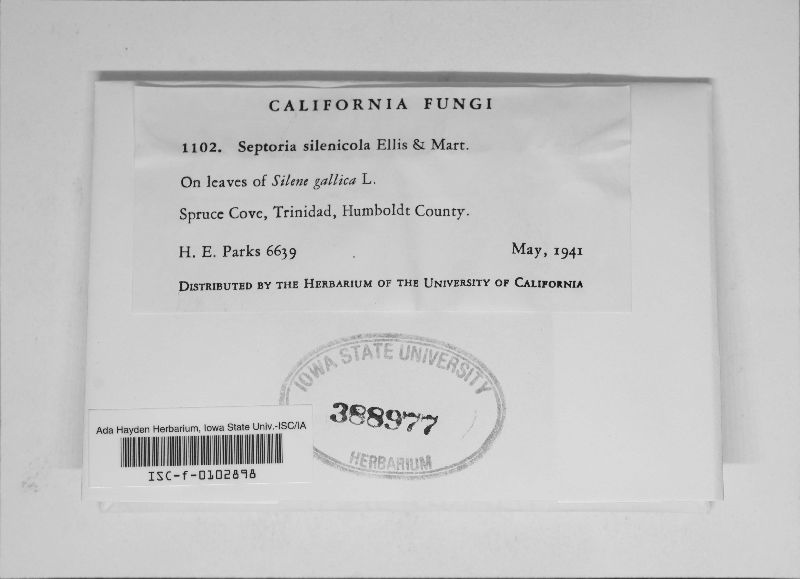 CALIFORNIA FUNGI
1102. Septoria silenicola Ellis & Mart.
On leaves of Silene gallica L.
Spruce Cove, Trinidad, Humboldt County.
H. E. Parks 6639 May, 1941
Distributed by the Herbarium of the University of California
IOWA STATE UNIVERSITY
388977
HERBARIUM
Ada Hayden Herbarium, Iowa State Univ.-ISC/IA
ISC-f-0102898